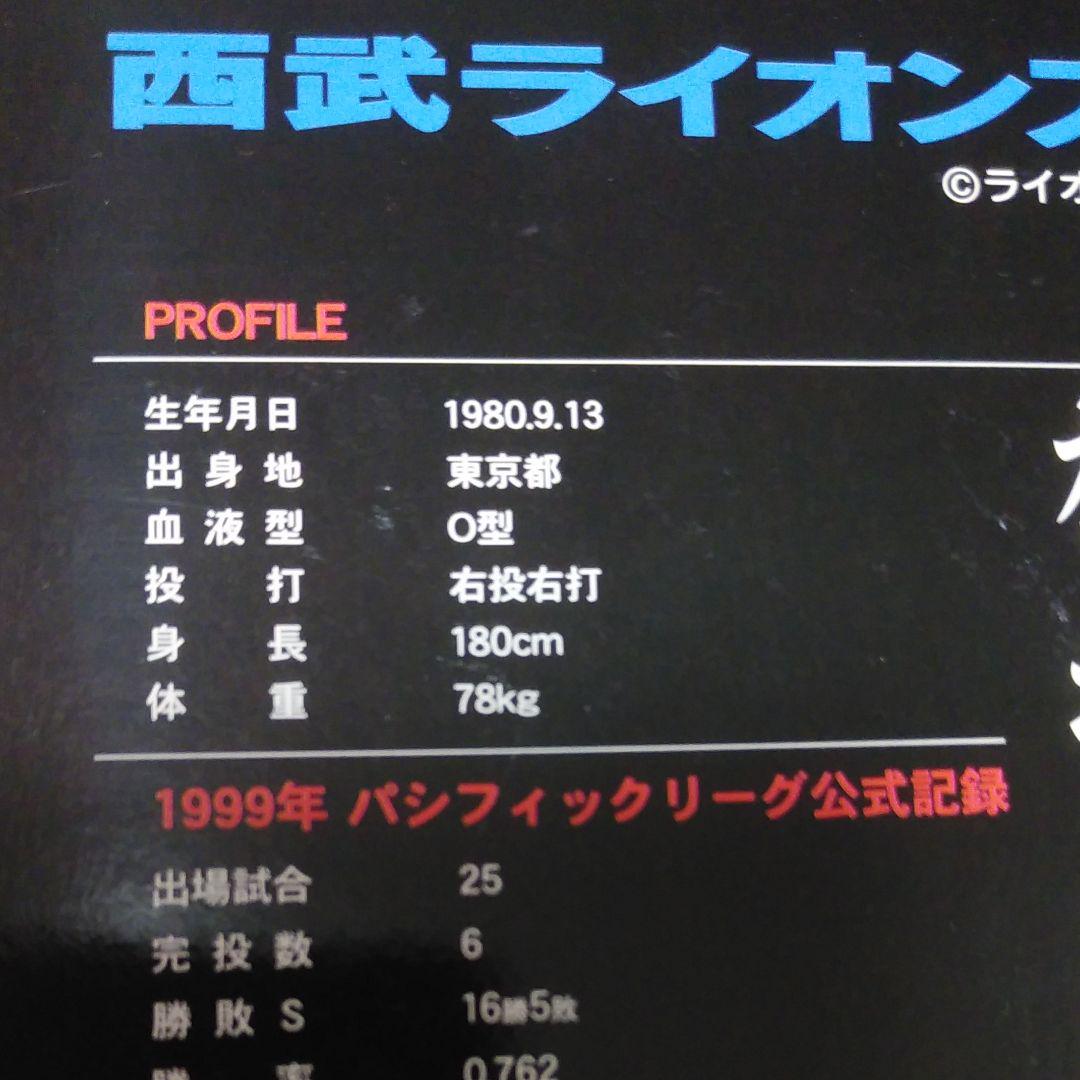 西武ライオンズ
©ライオ
PROFILE
生年月日 1980.9.13
出身地 東京都
血液型 O型
投打 右投右打
身長 180cm
体重 78kg
1999年 パシフィックリーグ公式記録
出場試合 25
完投数 6
勝敗S 16勝5敗
勝率 0.762